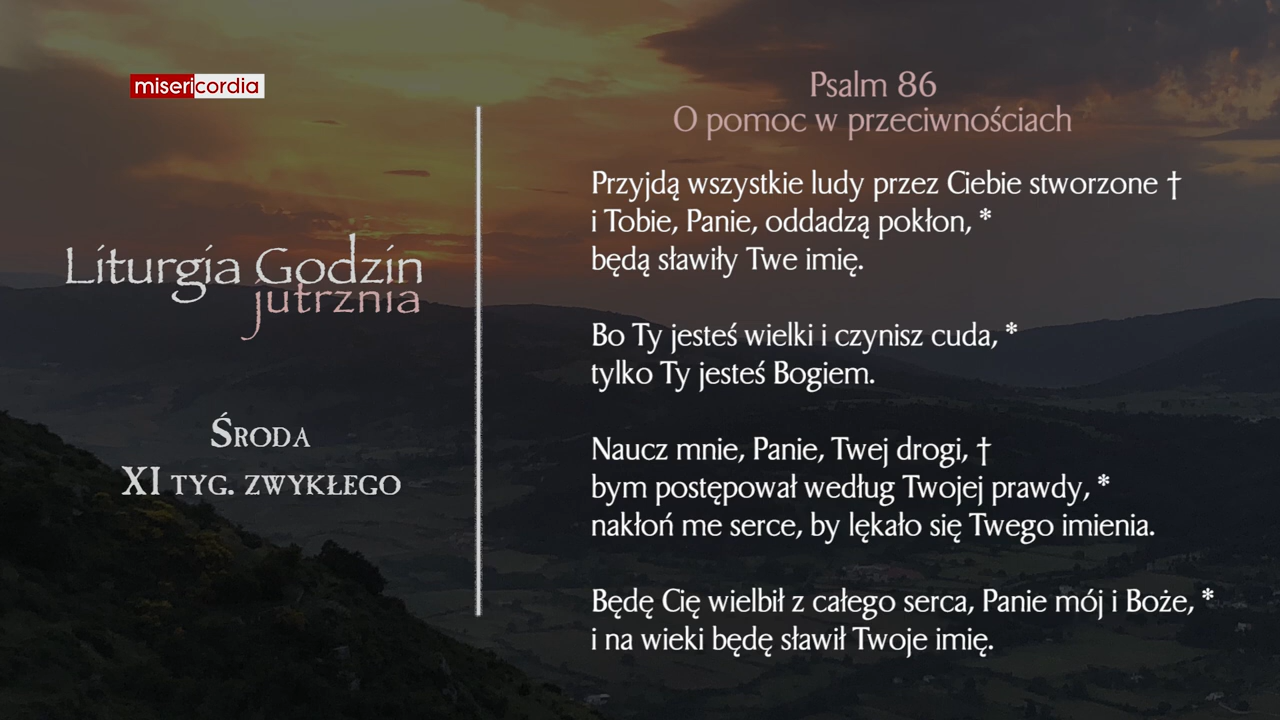 misericordia
Liturgia Godzin
jutrznia
Środa
XI tyg. zwykłego
Psalm 86
O pomoc w przeciwnościach
Przyjdą wszystkie ludy przez Ciebie stworzone †
i Tobie, Panie, oddadzą pokłon, *
będą sławiły Twe imię.
Bo Ty jesteś wielki i czynisz cuda, *
tylko Ty jesteś Bogiem.
Naucz mnie, Panie, Twej drogi, †
bym postępował według Twojej prawdy, *
nakłoń me serce, by lękało się Twego imienia.
Będę Cię wielbił z całego serca, Panie mój i Boże, *
i na wieki będę sławił Twoje imię.